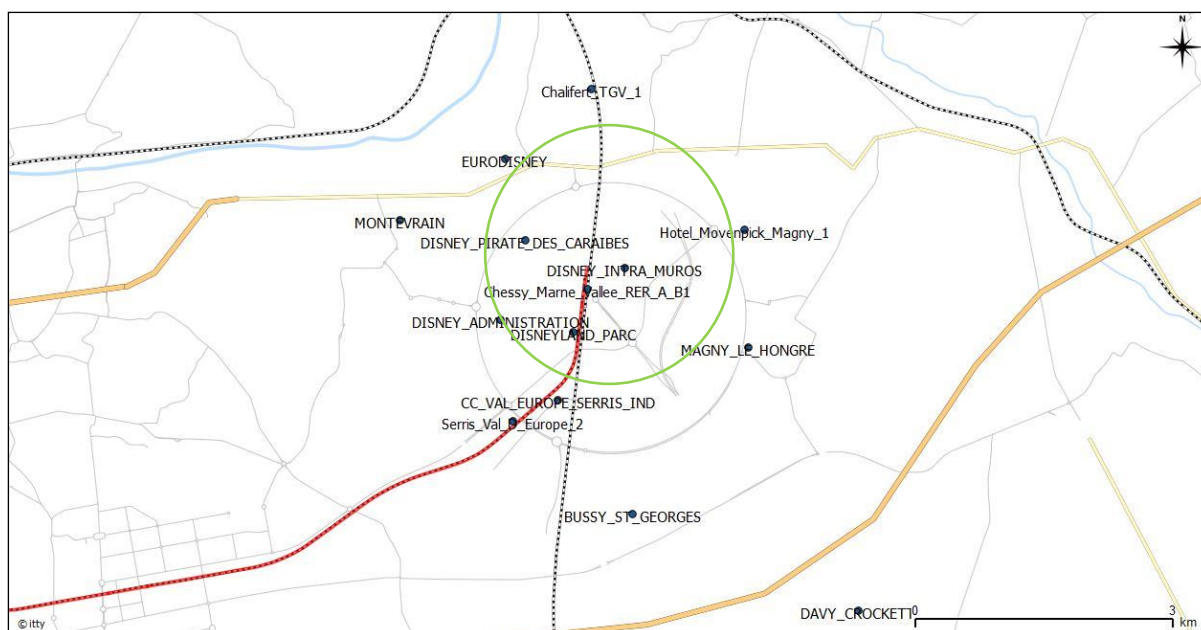 N
Chalifert_TGV_1
EURODISNEY
MONTEVRAIN
Hotel_Movenpick_Magny_1
DISNEY_PIRATE_DES_CARAIBES
DISNEY_INTRA_MUROS
Chessy_Marne_Vallee_RER_A_B1
DISNEY_ADMINISTRATION
DISNEYLAND_PARC
MAGNY_LE_HONGRE
CC_VAL_EUROPE_SERRIS_IND
Serris_Val_D_Europe_2
BUSSY_ST_GEORGES
DAVY_CROCKETT
0 3
km
© itty